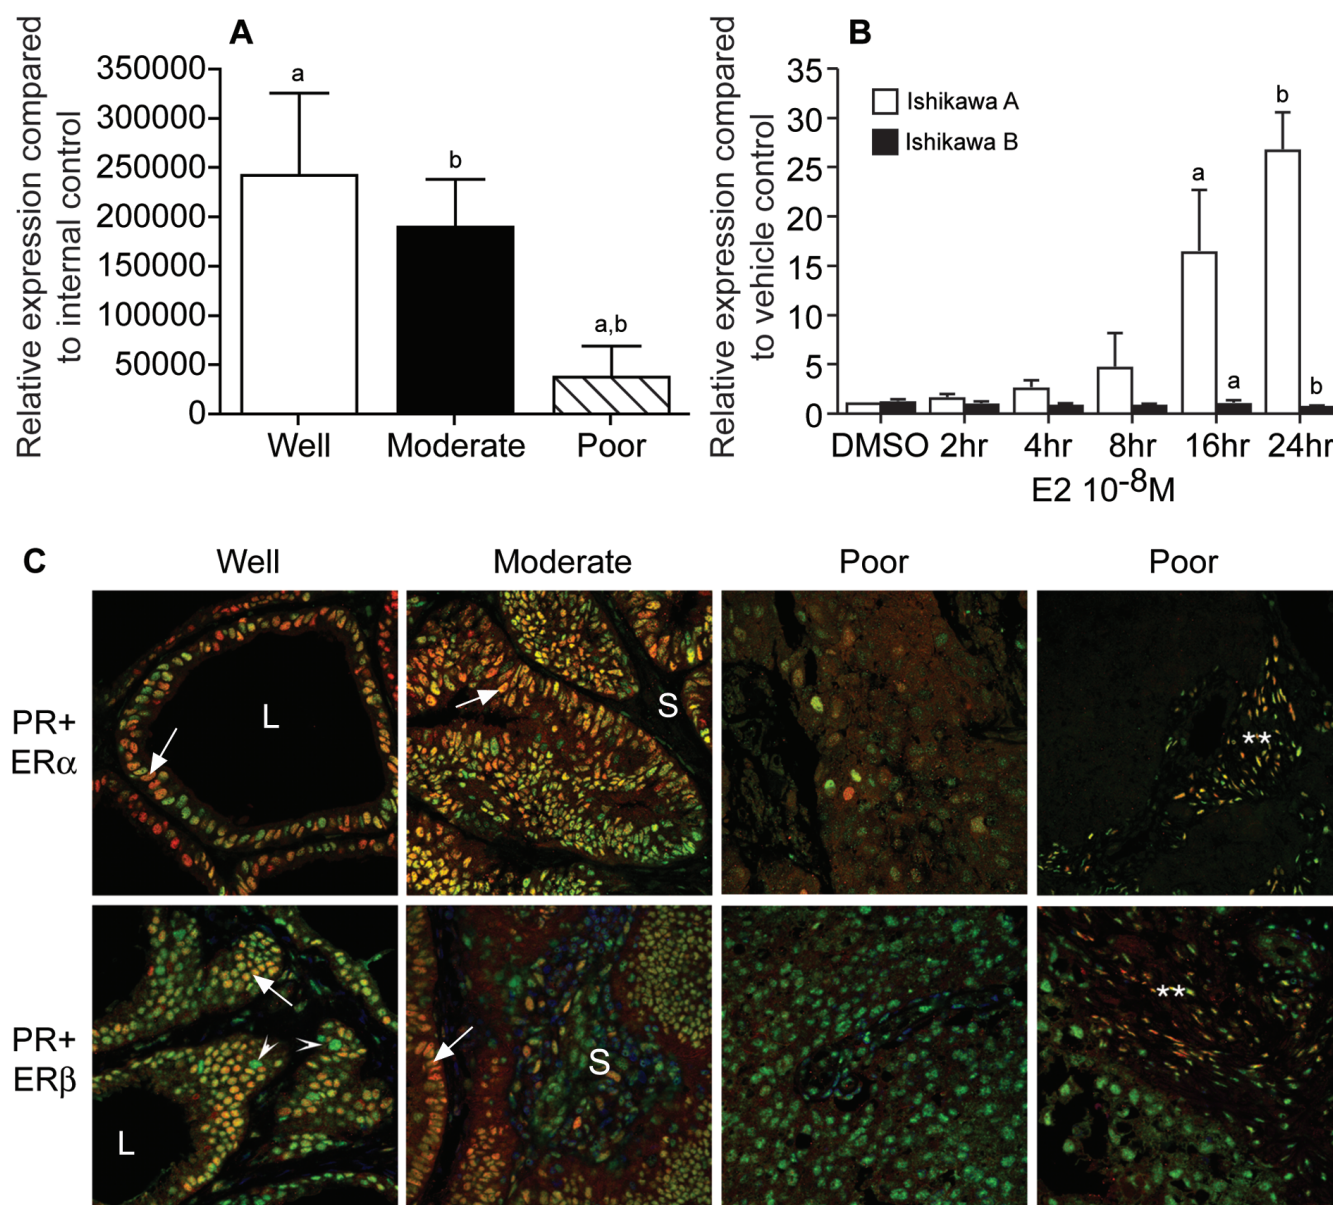 A
Relative expression compared
to internal control
350000
300000
250000
200000
150000
100000
50000
0
a
b
a,b
Well
Moderate
Poor
B
Relative expression compared
to vehicle control
35
30
25
20
15
10
5
0
Ishikawa A
Ishikawa B
a
b
a
b
DMSO 2hr 4hr 8hr 16hr 24hr
E2 10-8M
C
Well
Moderate
Poor
Poor
PR+
ERα
L
S
**
PR+
ERβ
L
S
**